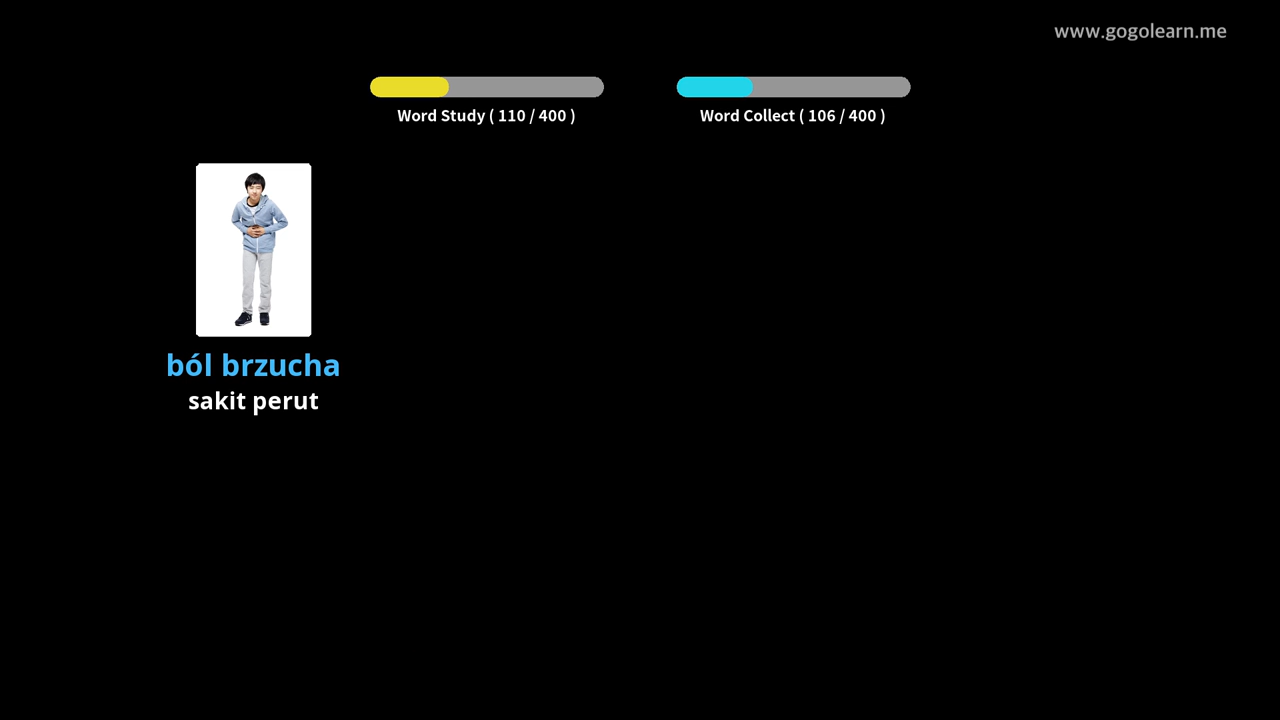 www.gogolearn.me
Word Study ( 110 / 400 )
Word Collect ( 106 / 400 )
ból brzucha
sakit perut